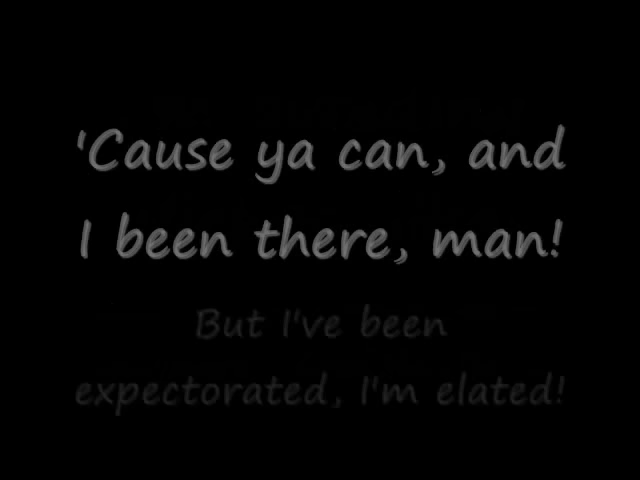 'Cause ya can, and
I been there, man!
But I've been
expectorated, I'm elated!